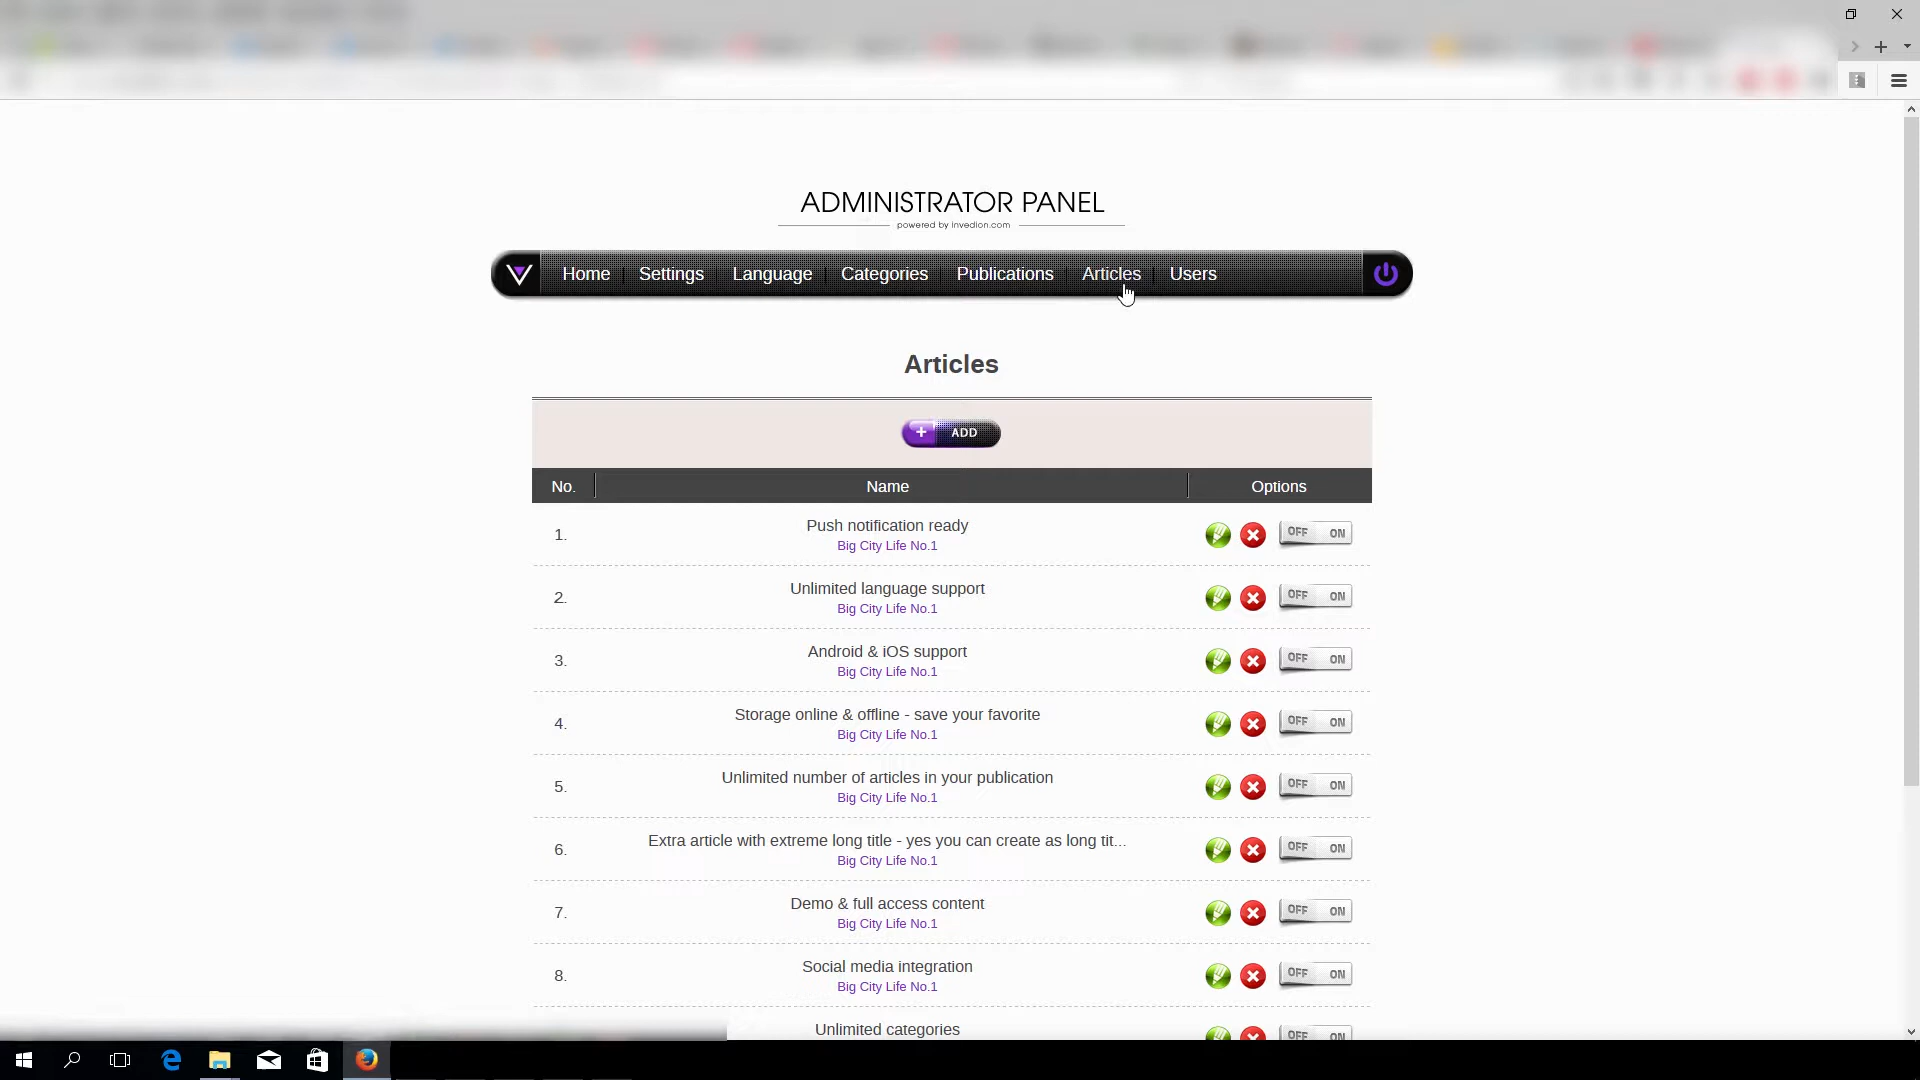 ADMINISTRATOR PANEL
powered by invedion.com
Home Settings Language Categories Publications Articles Users
Articles
+ ADD
No. Name Options
1. Push notification ready OFF ON
Big City Life No.1
2. Unlimited language support OFF ON
Big City Life No.1
3. Android & iOS support OFF ON
Big City Life No.1
4. Storage online & offline - save your favorite OFF ON
Big City Life No.1
5. Unlimited number of articles in your publication OFF ON
Big City Life No.1
6. Extra article with extreme long title - yes you can create as long tit... OFF ON
Big City Life No.1
7. Demo & full access content OFF ON
Big City Life No.1
8. Social media integration OFF ON
Big City Life No.1
Unlimited categories OFF ON